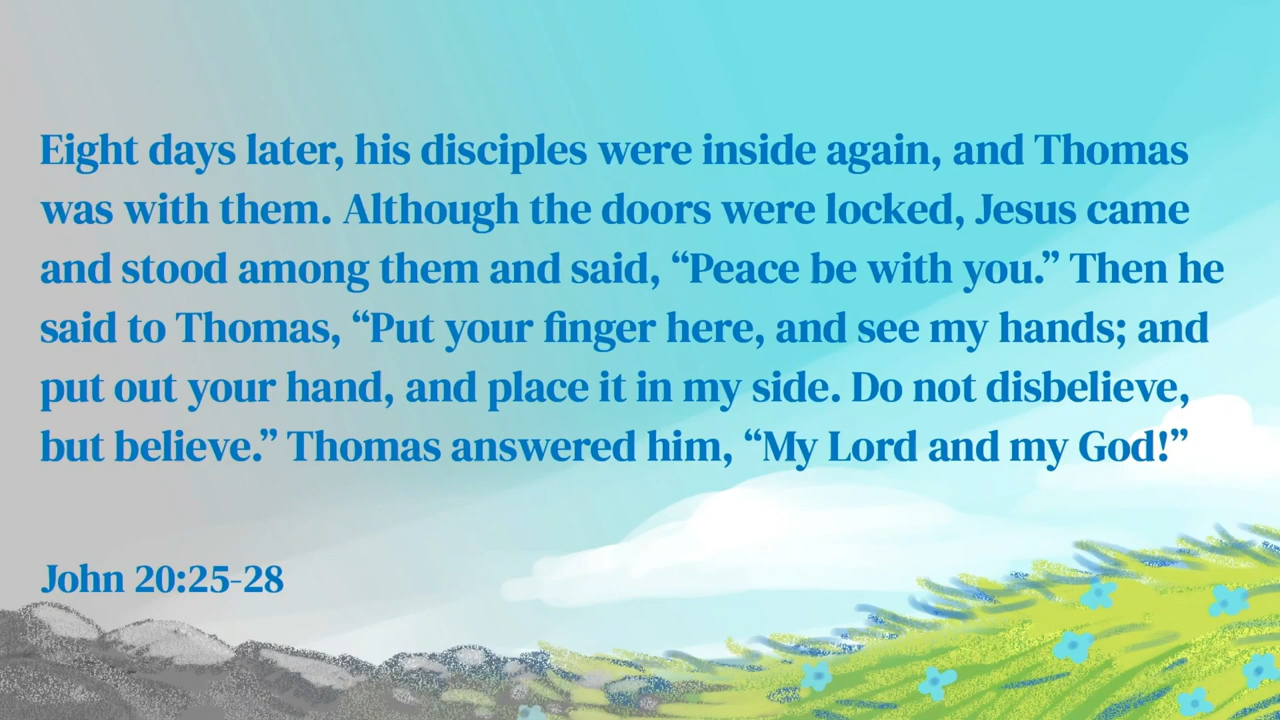 Eight days later, his disciples were inside again, and Thomas
was with them. Although the doors were locked, Jesus came
and stood among them and said, “Peace be with you.” Then he
said to Thomas, “Put your finger here, and see my hands; and
put out your hand, and place it in my side. Do not disbelieve,
but believe.” Thomas answered him, “My Lord and my God!”
John 20:25-28